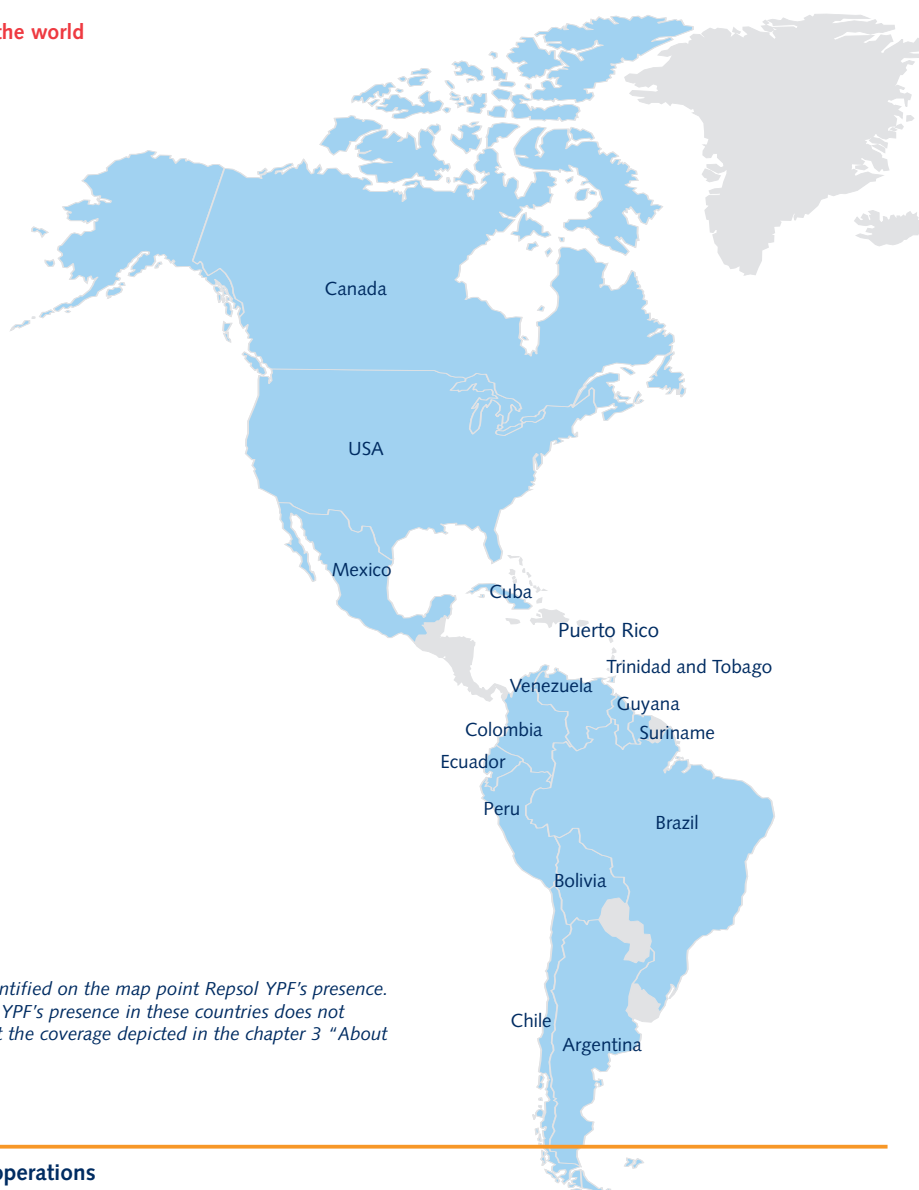 the world
Canada
USA
Mexico
Cuba
Puerto Rico
Trinidad and Tobago
Venezuela
Guyana
Colombia
Suriname
Ecuador
Peru
Brazil
Bolivia
ntified on the map point Repsol YPF's presence.
YPF's presence in these countries does not
t the coverage depicted in the chapter 3 “About
Chile
Argentina
operations